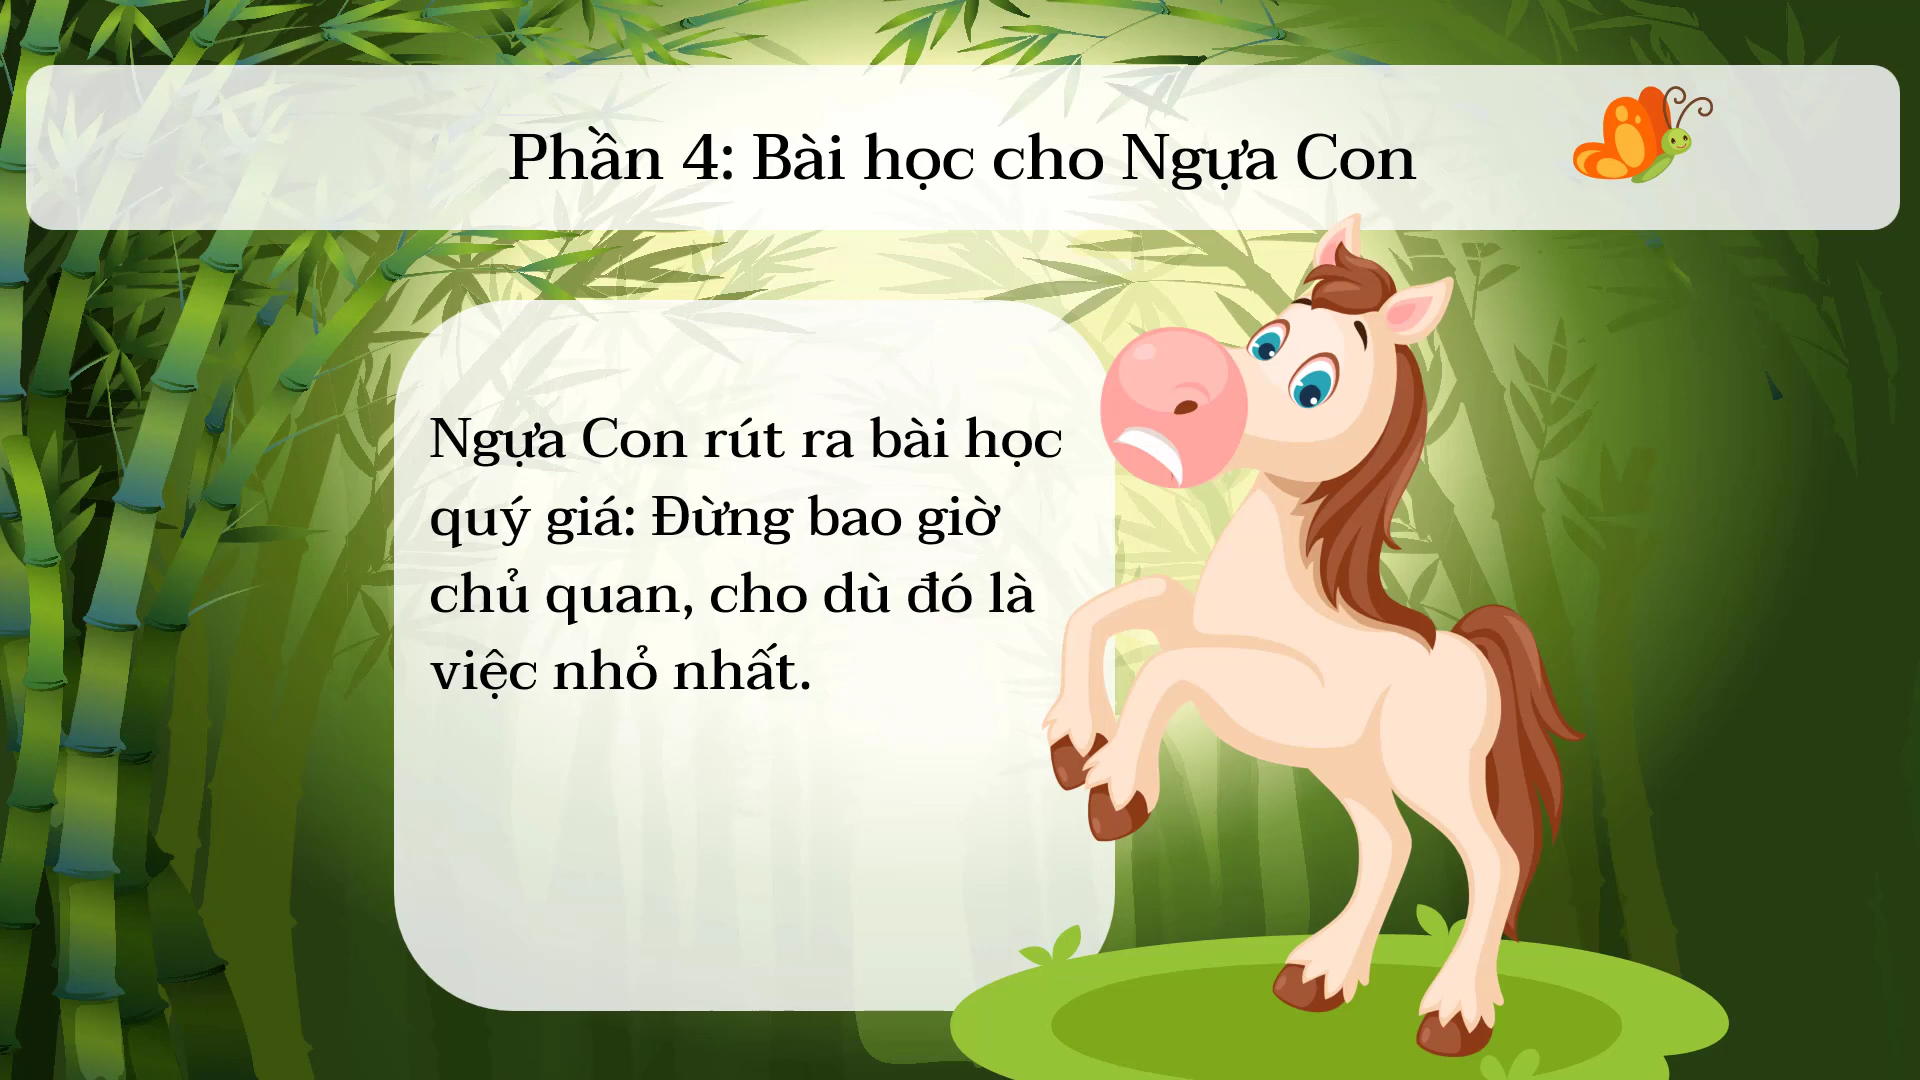 Phần 4: Bài học cho Ngựa Con
Ngựa Con rút ra bài học
quý giá: Đừng bao giờ
chủ quan, cho dù đó là
việc nhỏ nhất.